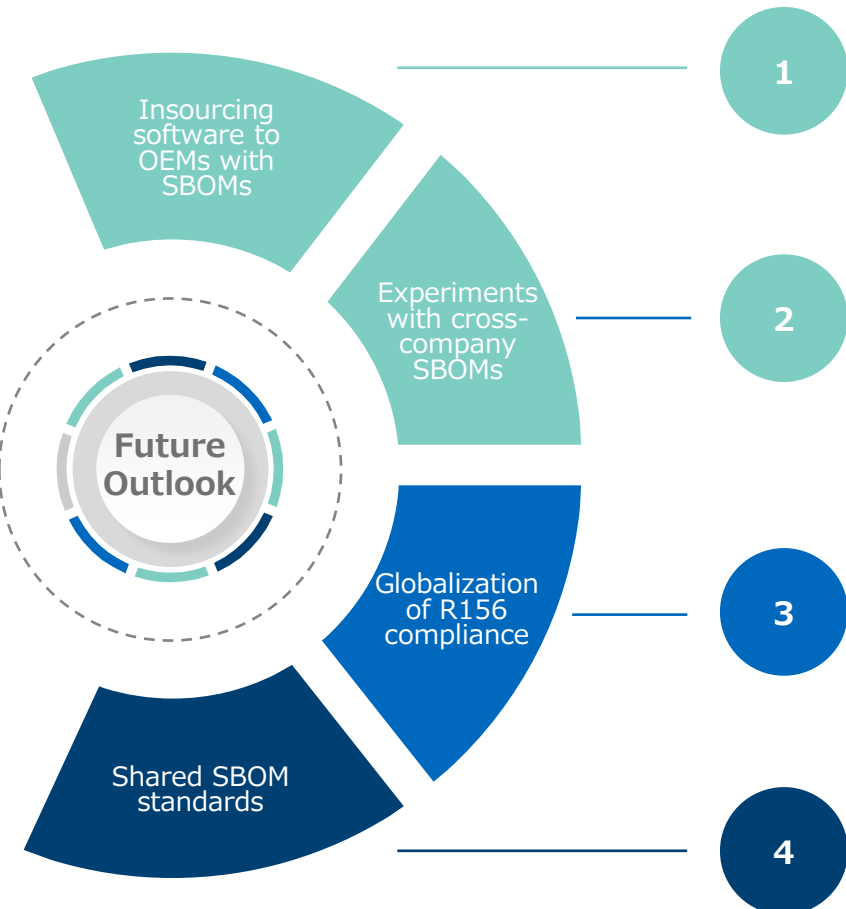 Insourcing
software to
OEMs with
SBOMs
1
Experiments
with cross-
company
SBOMs
2
Future
Outlook
Globalization
of R156
compliance
3
Shared SBOM
standards
4